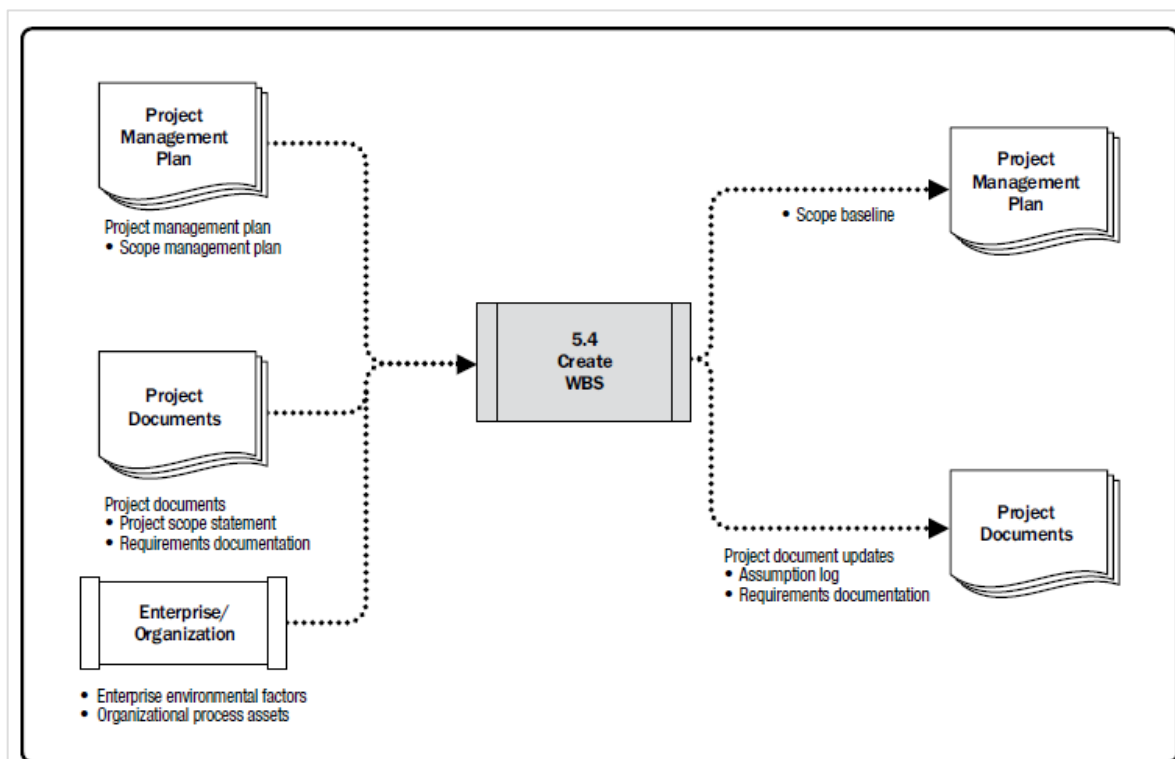 Project
Management
Plan
Project management plan
• Scope management plan
Project
Documents
Project documents
• Project scope statement
• Requirements documentation
Enterprise/
Organization
• Enterprise environmental factors
• Organizational process assets
5.4
Create
WBS
• Scope baseline
Project
Management
Plan
Project document updates
• Assumption log
• Requirements documentation
Project
Documents